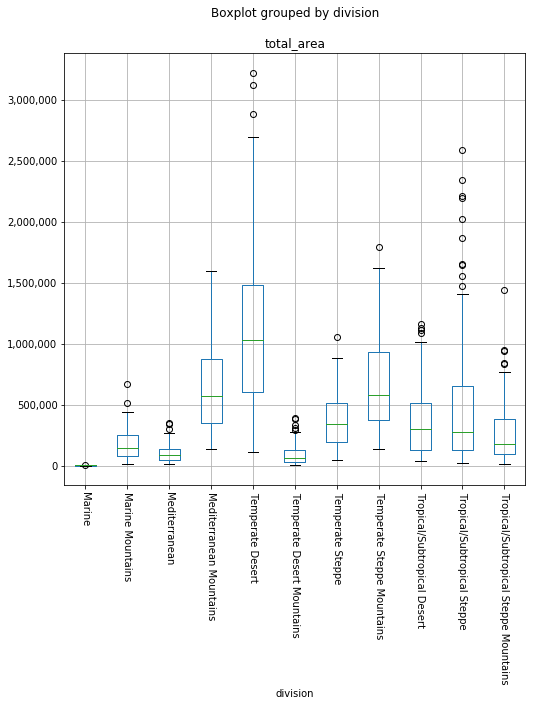 Boxplot grouped by division
total_area
3,000,000
2,500,000
2,000,000
1,500,000
1,000,000
500,000
0
Marine
Marine Mountains
Mediterranean
Mediterranean Mountains
Temperate Desert
Temperate Desert Mountains
Temperate Steppe
Temperate Steppe Mountains
Tropical/Subtropical Desert
Tropical/Subtropical Steppe
Tropical/Subtropical Steppe Mountains
division